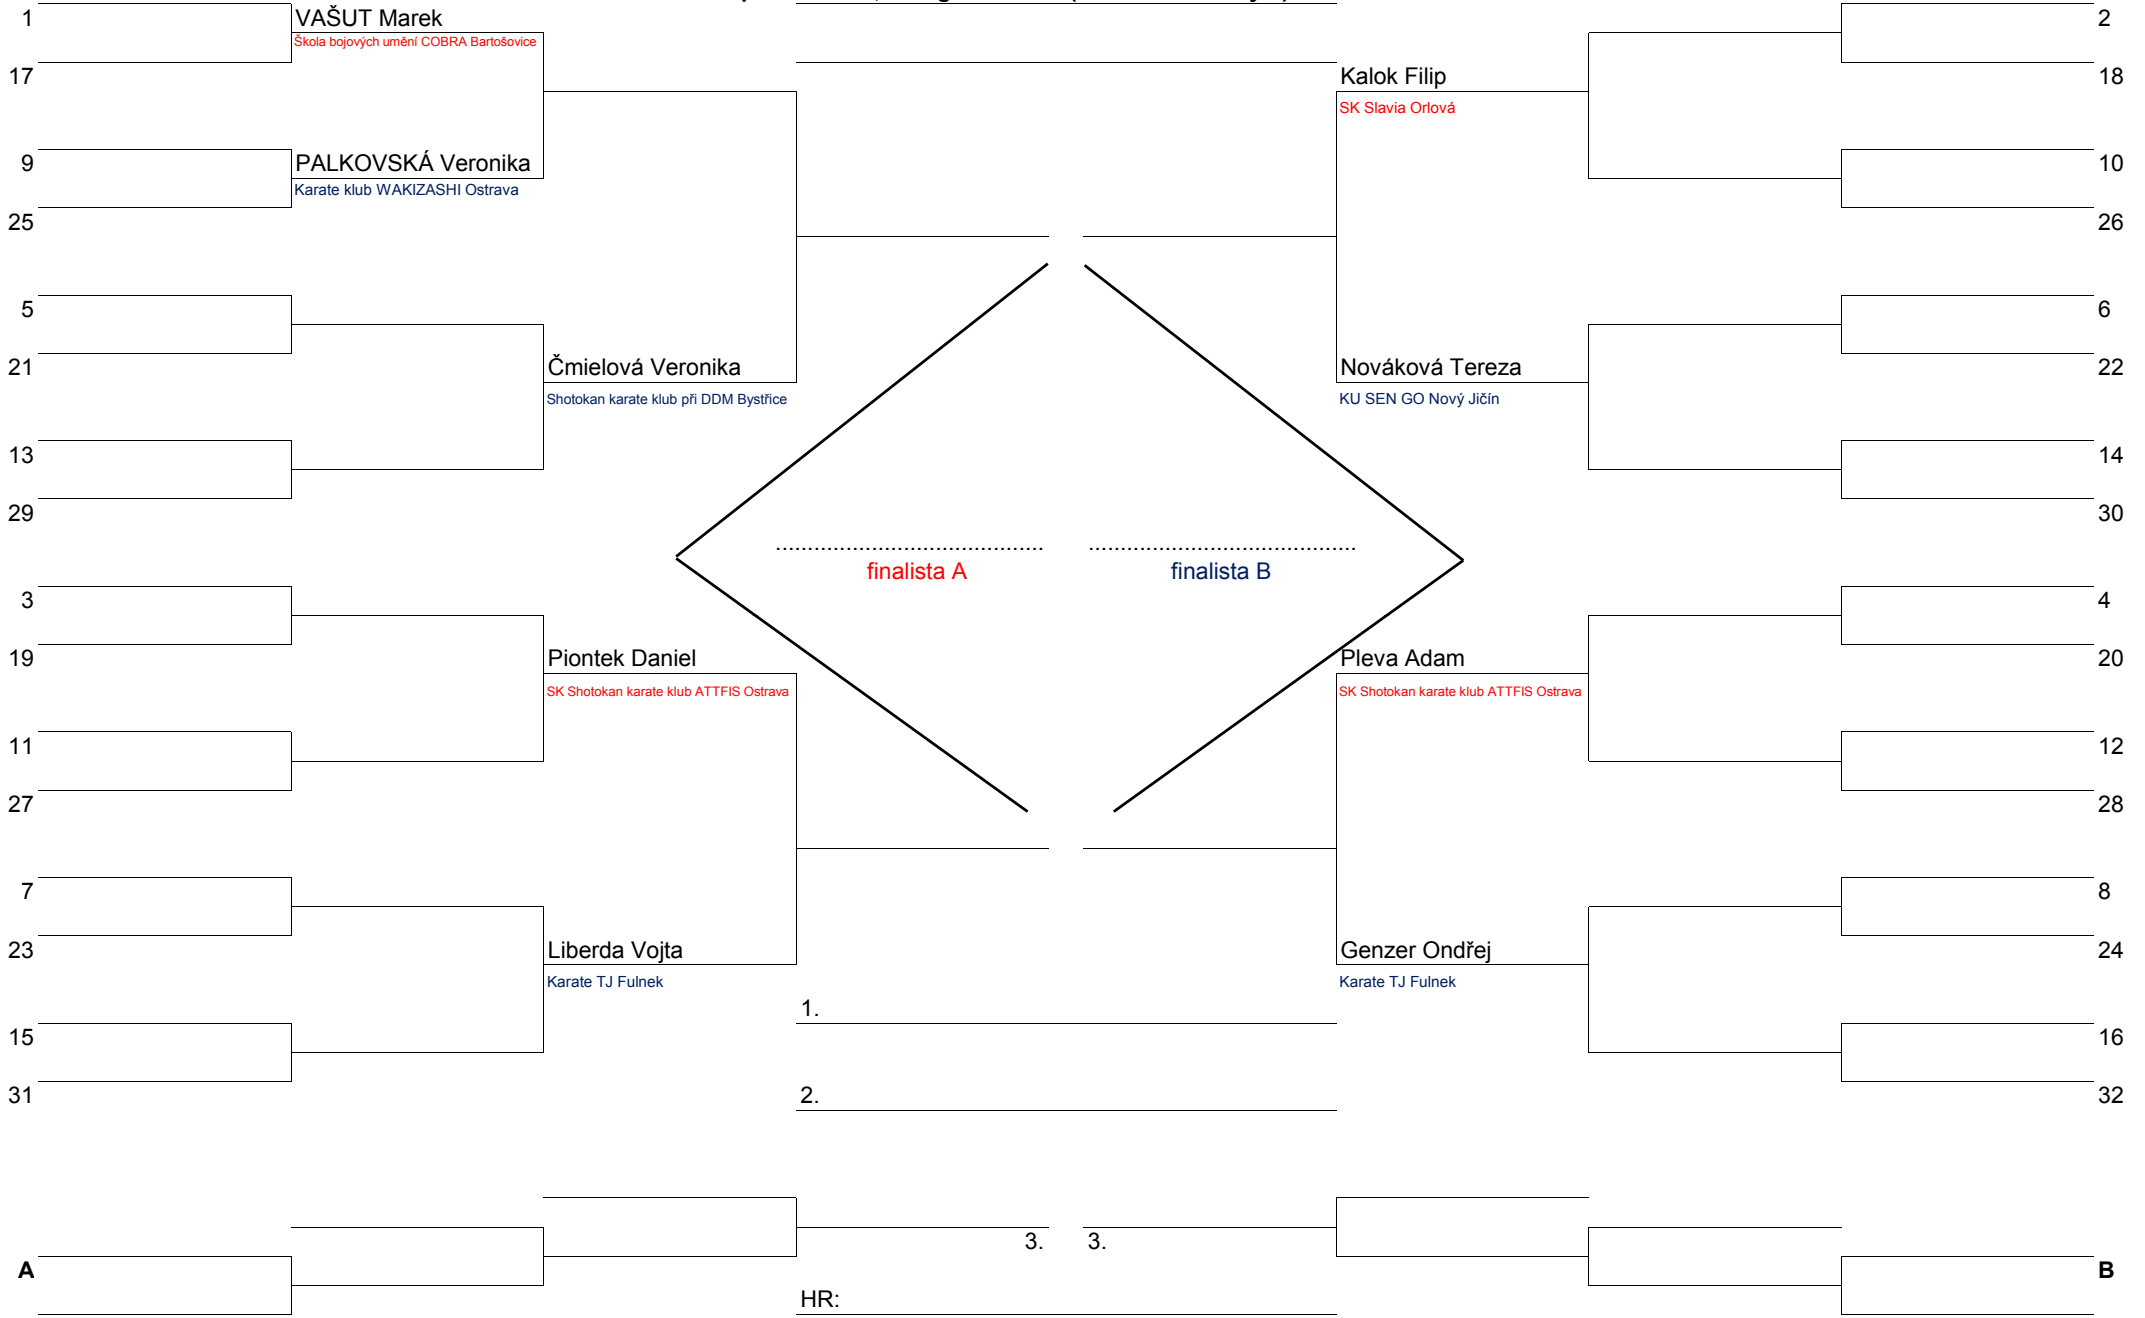 1
VAŠUT Marek
2
Škola bojových umění COBRA Bartošovice
17
Kalok Filip
18
SK Slavia Orlová
9
PALKOVSKÁ Veronika
10
Karate klub WAKIZASHI Ostrava
25
26
5
6
21
Čmielová Veronika
Nováková Tereza
22
Shotokan karate klub při DDM Bystřice
KU SEN GO Nový Jičín
13
14
29
30
..........................................
..........................................
finalista A
finalista B
3
4
19
Piontek Daniel
Pleva Adam
20
SK Shotokan karate klub ATTFIS Ostrava
SK Shotokan karate klub ATTFIS Ostrava
11
12
27
28
7
8
23
Liberda Vojta
Genzer Ondřej
24
Karate TJ Fulnek
Karate TJ Fulnek
1.
15
16
31
2.
32
3.
3.
A
B
HR: